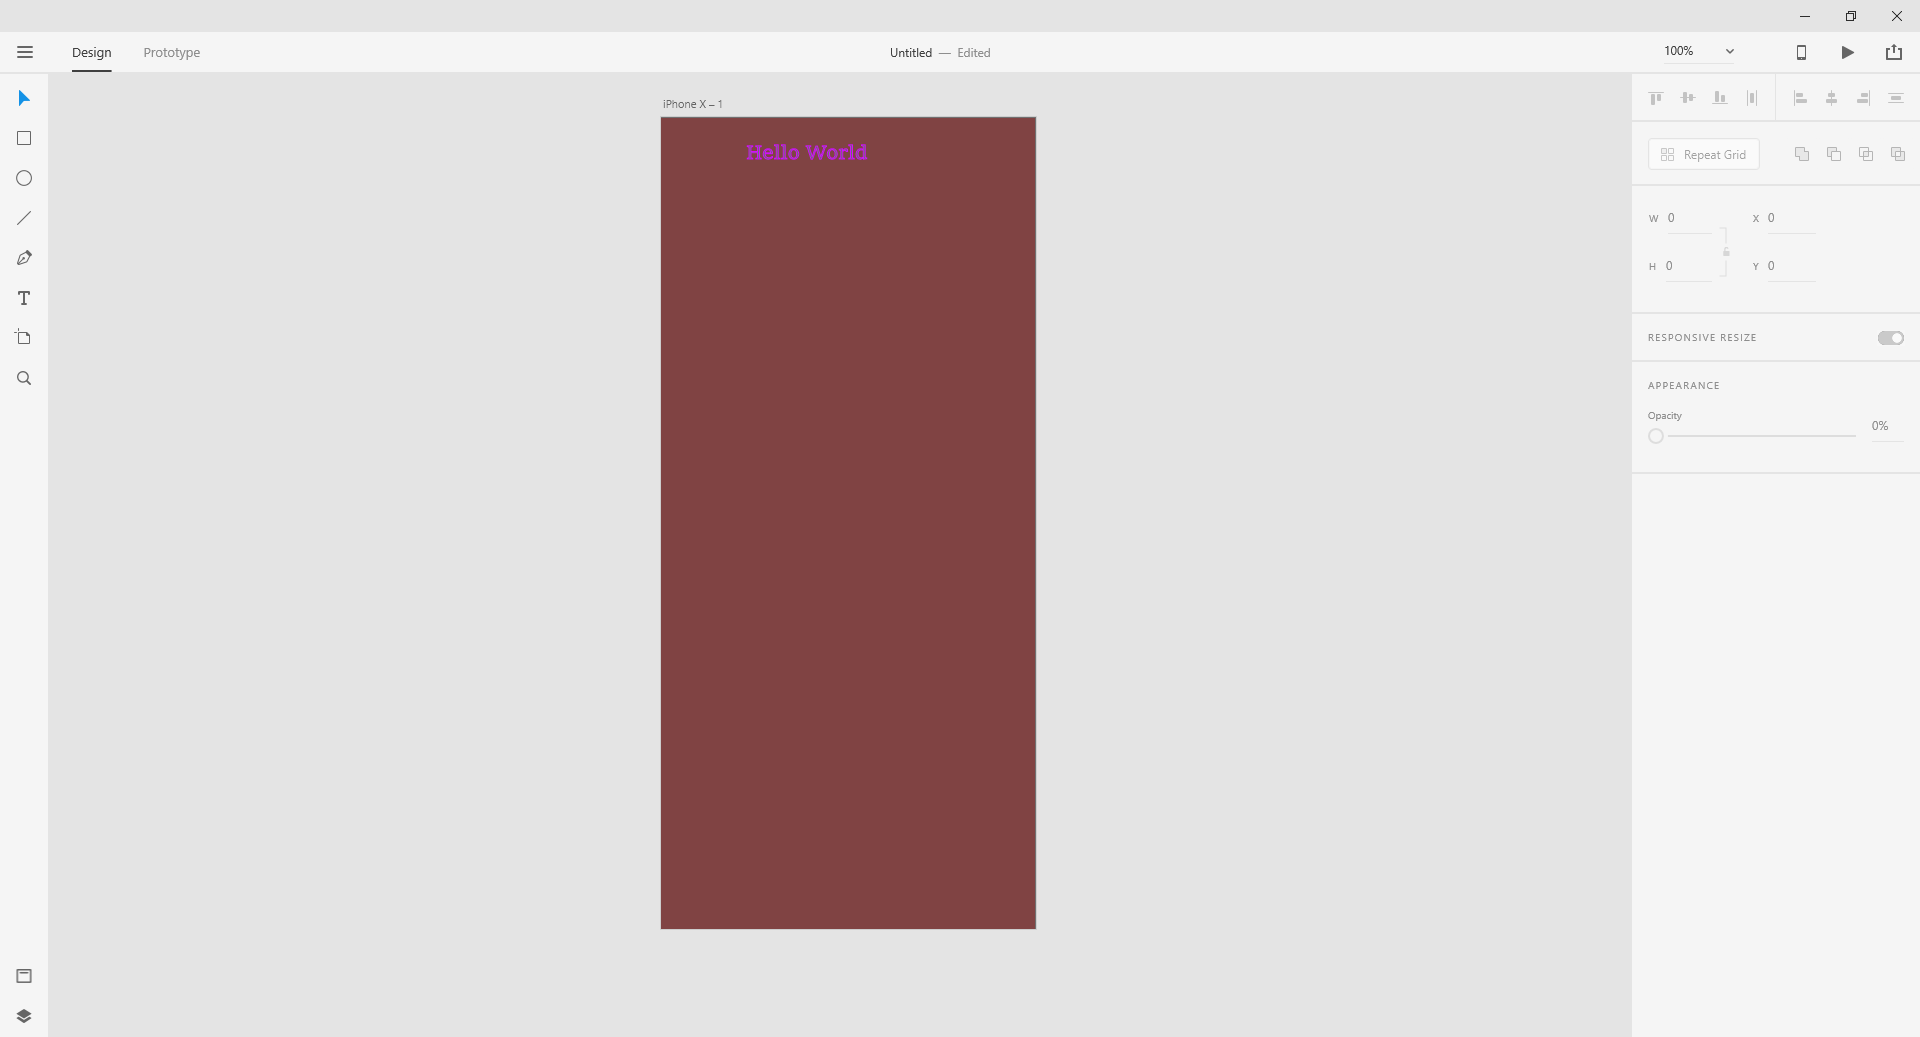 Design
Prototype
Untitled — Edited
100%
iPhone X – 1
Hello World
Repeat Grid
W 0
X 0
H 0
Y 0
RESPONSIVE RESIZE
APPEARANCE
Opacity
0%